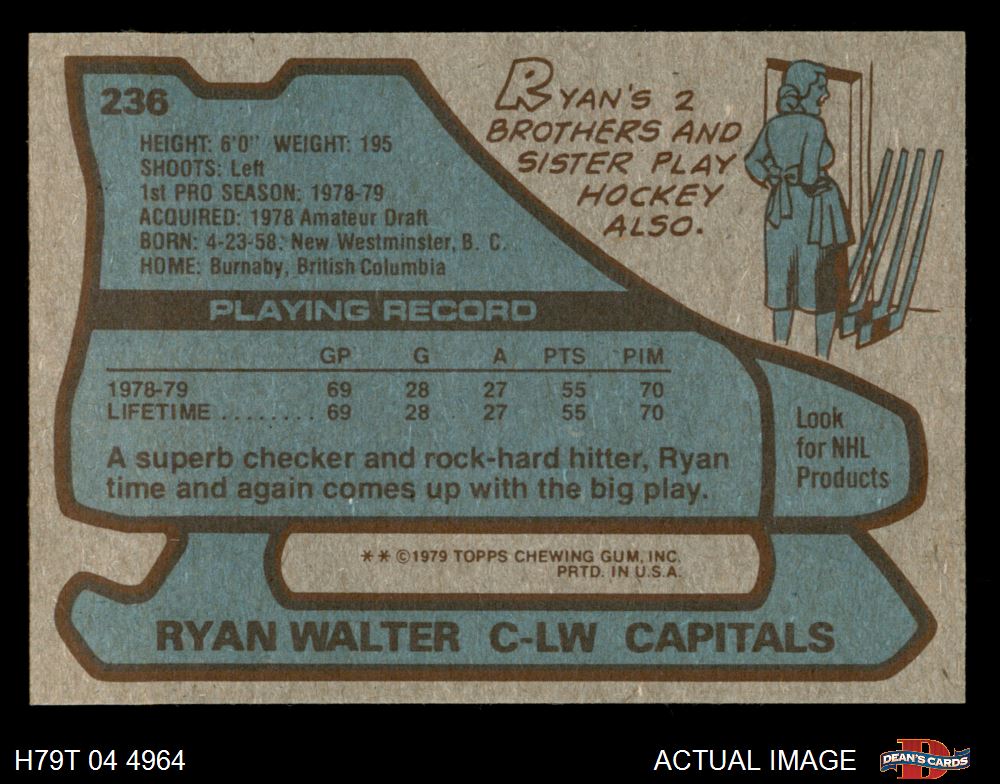 236
HEIGHT: 6'0" WEIGHT: 195
SHOOTS: Left
1st PRO SEASON: 1978-79
ACQUIRED: 1978 Amateur Draft
BORN: 4-23-58; New Westminster, B. C.
HOME: Burnaby, British Columbia
RYAN'S 2
BROTHERS AND
SISTER PLAY
HOCKEY
ALSO.
PLAYING RECORD
GP G A PTS PIM
1978-79 69 28 27 55 70
LIFETIME ........ 69 28 27 55 70
A superb checker and rock-hard hitter, Ryan
time and again comes up with the big play.
Look
for NHL
Products
** ©1979 TOPPS CHEWING GUM, INC.
PRTD. IN U.S.A.
RYAN WALTER C-LW CAPITALS
H79T 04 4964
ACTUAL IMAGE
DEAN'S CARDS